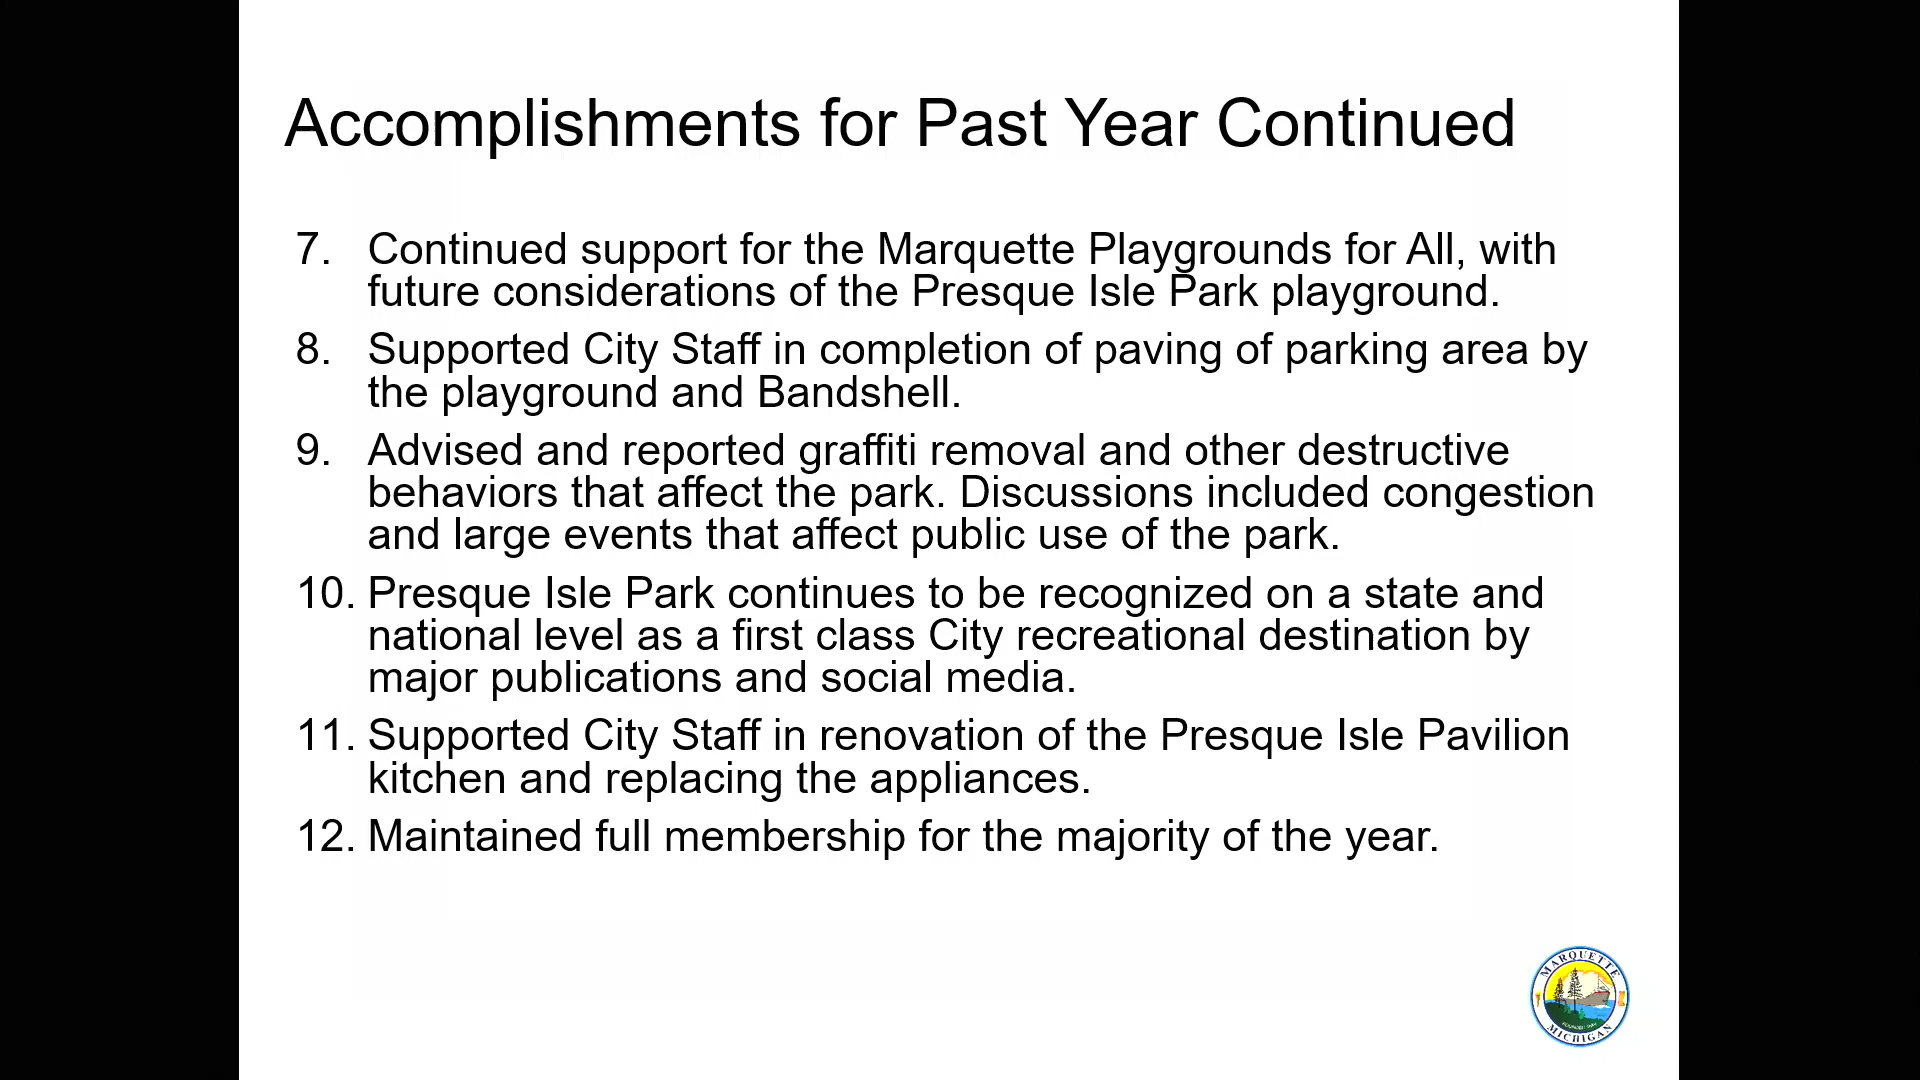 Accomplishments for Past Year Continued
7. Continued support for the Marquette Playgrounds for All, with
future considerations of the Presque Isle Park playground.
8. Supported City Staff in completion of paving of parking area by
the playground and Bandshell.
9. Advised and reported graffiti removal and other destructive
behaviors that affect the park. Discussions included congestion
and large events that affect public use of the park.
10. Presque Isle Park continues to be recognized on a state and
national level as a first class City recreational destination by
major publications and social media.
11. Supported City Staff in renovation of the Presque Isle Pavilion
kitchen and replacing the appliances.
12. Maintained full membership for the majority of the year.
MARQUETTE
MICHIGAN